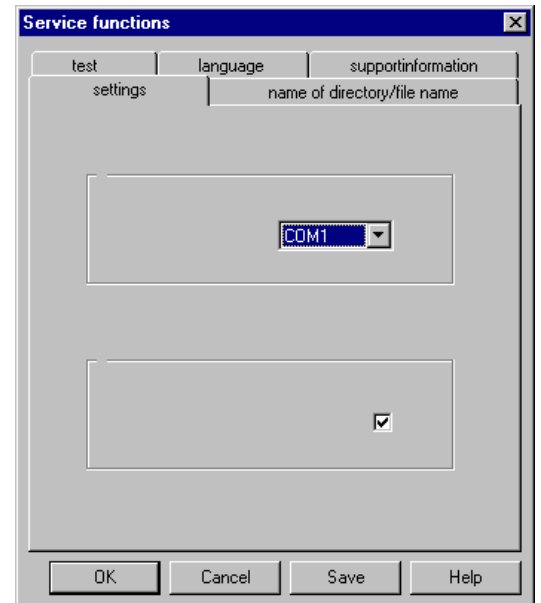 Service functions
test language supportinformation
settings name of directory/file name
COM1
OK Cancel Save Help